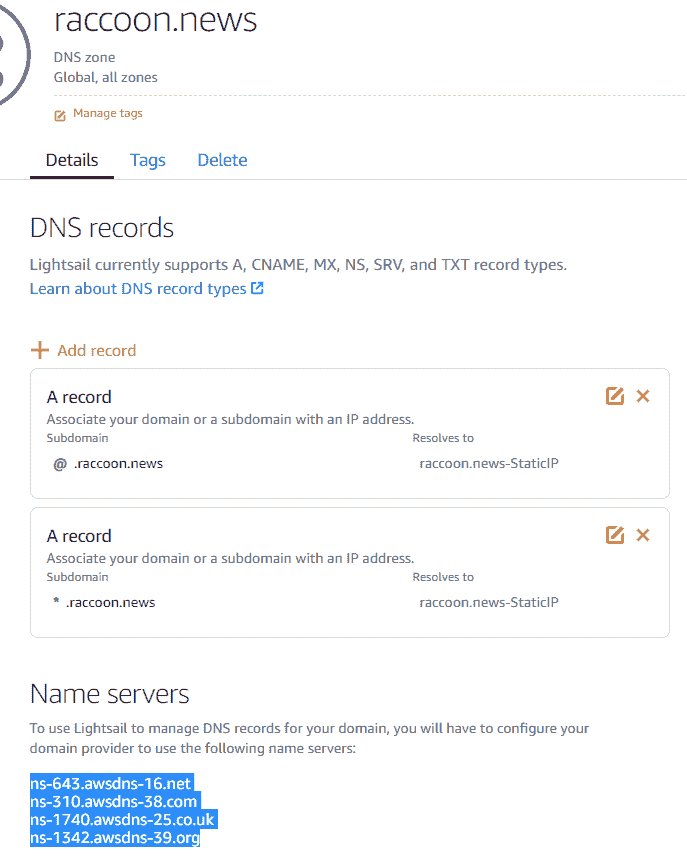 raccoon.news
DNS zone
Global, all zones
Manage tags
Details Tags Delete
DNS records
Lightsail currently supports A, CNAME, MX, NS, SRV, and TXT record types.
Learn about DNS record types
+ Add record
A record
Associate your domain or a subdomain with an IP address.
Subdomain Resolves to
@ .raccoon.news raccoon.news-StaticIP
A record
Associate your domain or a subdomain with an IP address.
Subdomain Resolves to
* .raccoon.news raccoon.news-StaticIP
Name servers
To use Lightsail to manage DNS records for your domain, you will have to configure your
domain provider to use the following name servers:
ns-643.awsdns-16.net
ns-310.awsdns-38.com
ns-1740.awsdns-25.co.uk
ns-1342.awsdns-39.org